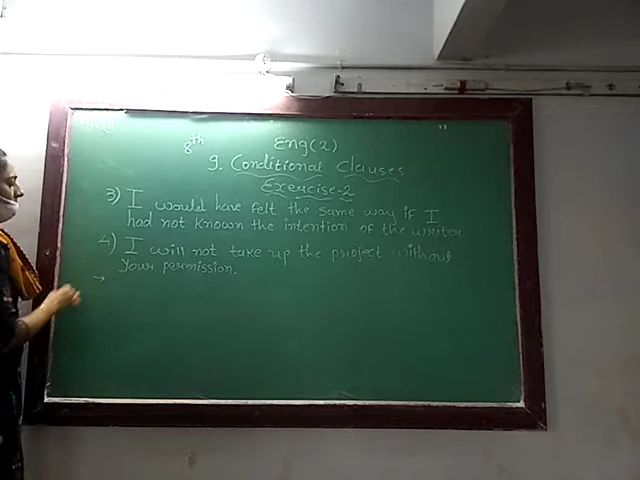 8th Eng(2)
9. Conditional Clauses
Exercise-2
3) I would have felt the same way if I
had not known the intention of the writer.
4) I will not take up the project without
your permission.
→